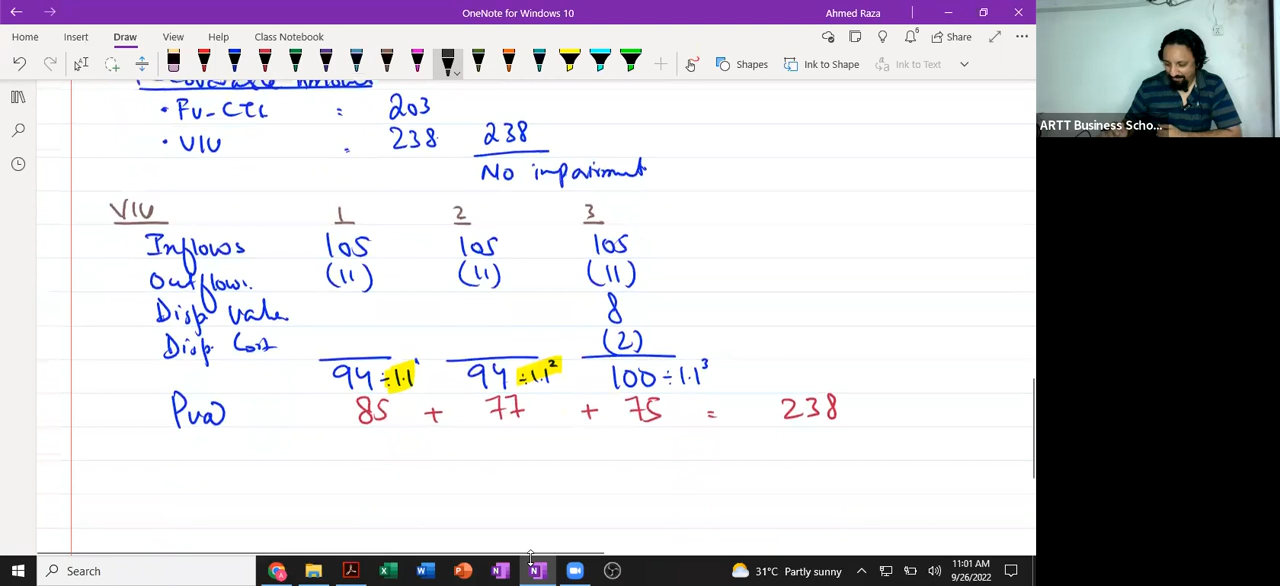 OneNote for Windows 10
Ahmed Raza
Home Insert Draw View Help Class Notebook
Share
Shapes Ink to Shape Ink to Text
• FV-CTS : 203
• VIU = 238 238
No impairment
VIU 1 2 3
Inflows 105 105 105
Outflows. (11) (11) (11)
Disp value 8
Disp. Cost (2)
94 ÷ 1.1¹ 94 ÷ 1.1² 100 ÷ 1.1³
85 + 77 + 75 = 238
ARTT Business Scho...
Search
31°C Partly sunny
11:01 AM
9/26/2022